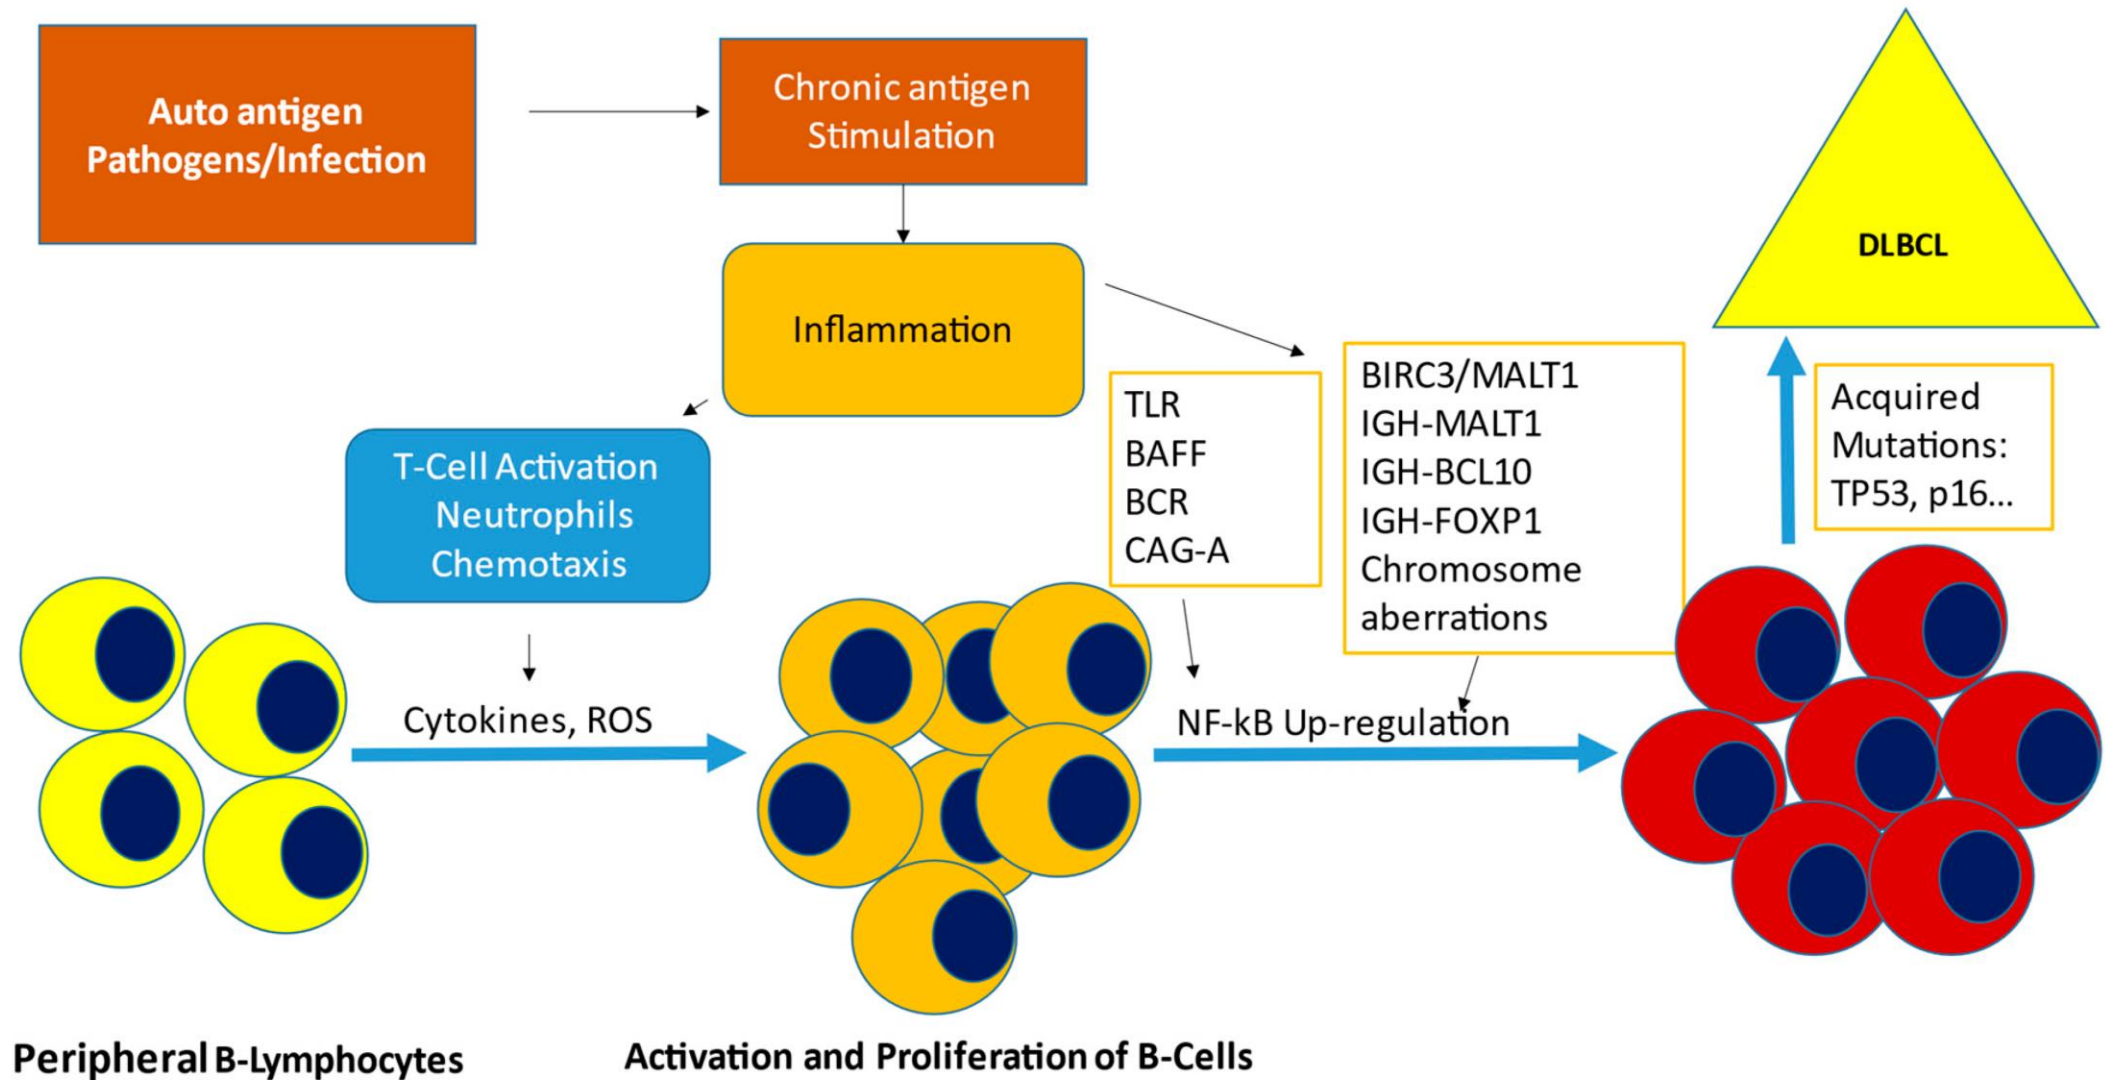 Auto antigen
Pathogens/Infection
Chronic antigen
Stimulation
Inflammation
DLBCL
T-Cell Activation
Neutrophils
Chemotaxis
TLR
BAFF
BCR
CAG-A
BIRC3/MALT1
IGH-MALT1
IGH-BCL10
IGH-FOXP1
Chromosome
aberrations
Acquired
Mutations:
TP53, p16...
Cytokines, ROS
NF-kB Up-regulation
Peripheral B-Lymphocytes
Activation and Proliferation of B-Cells